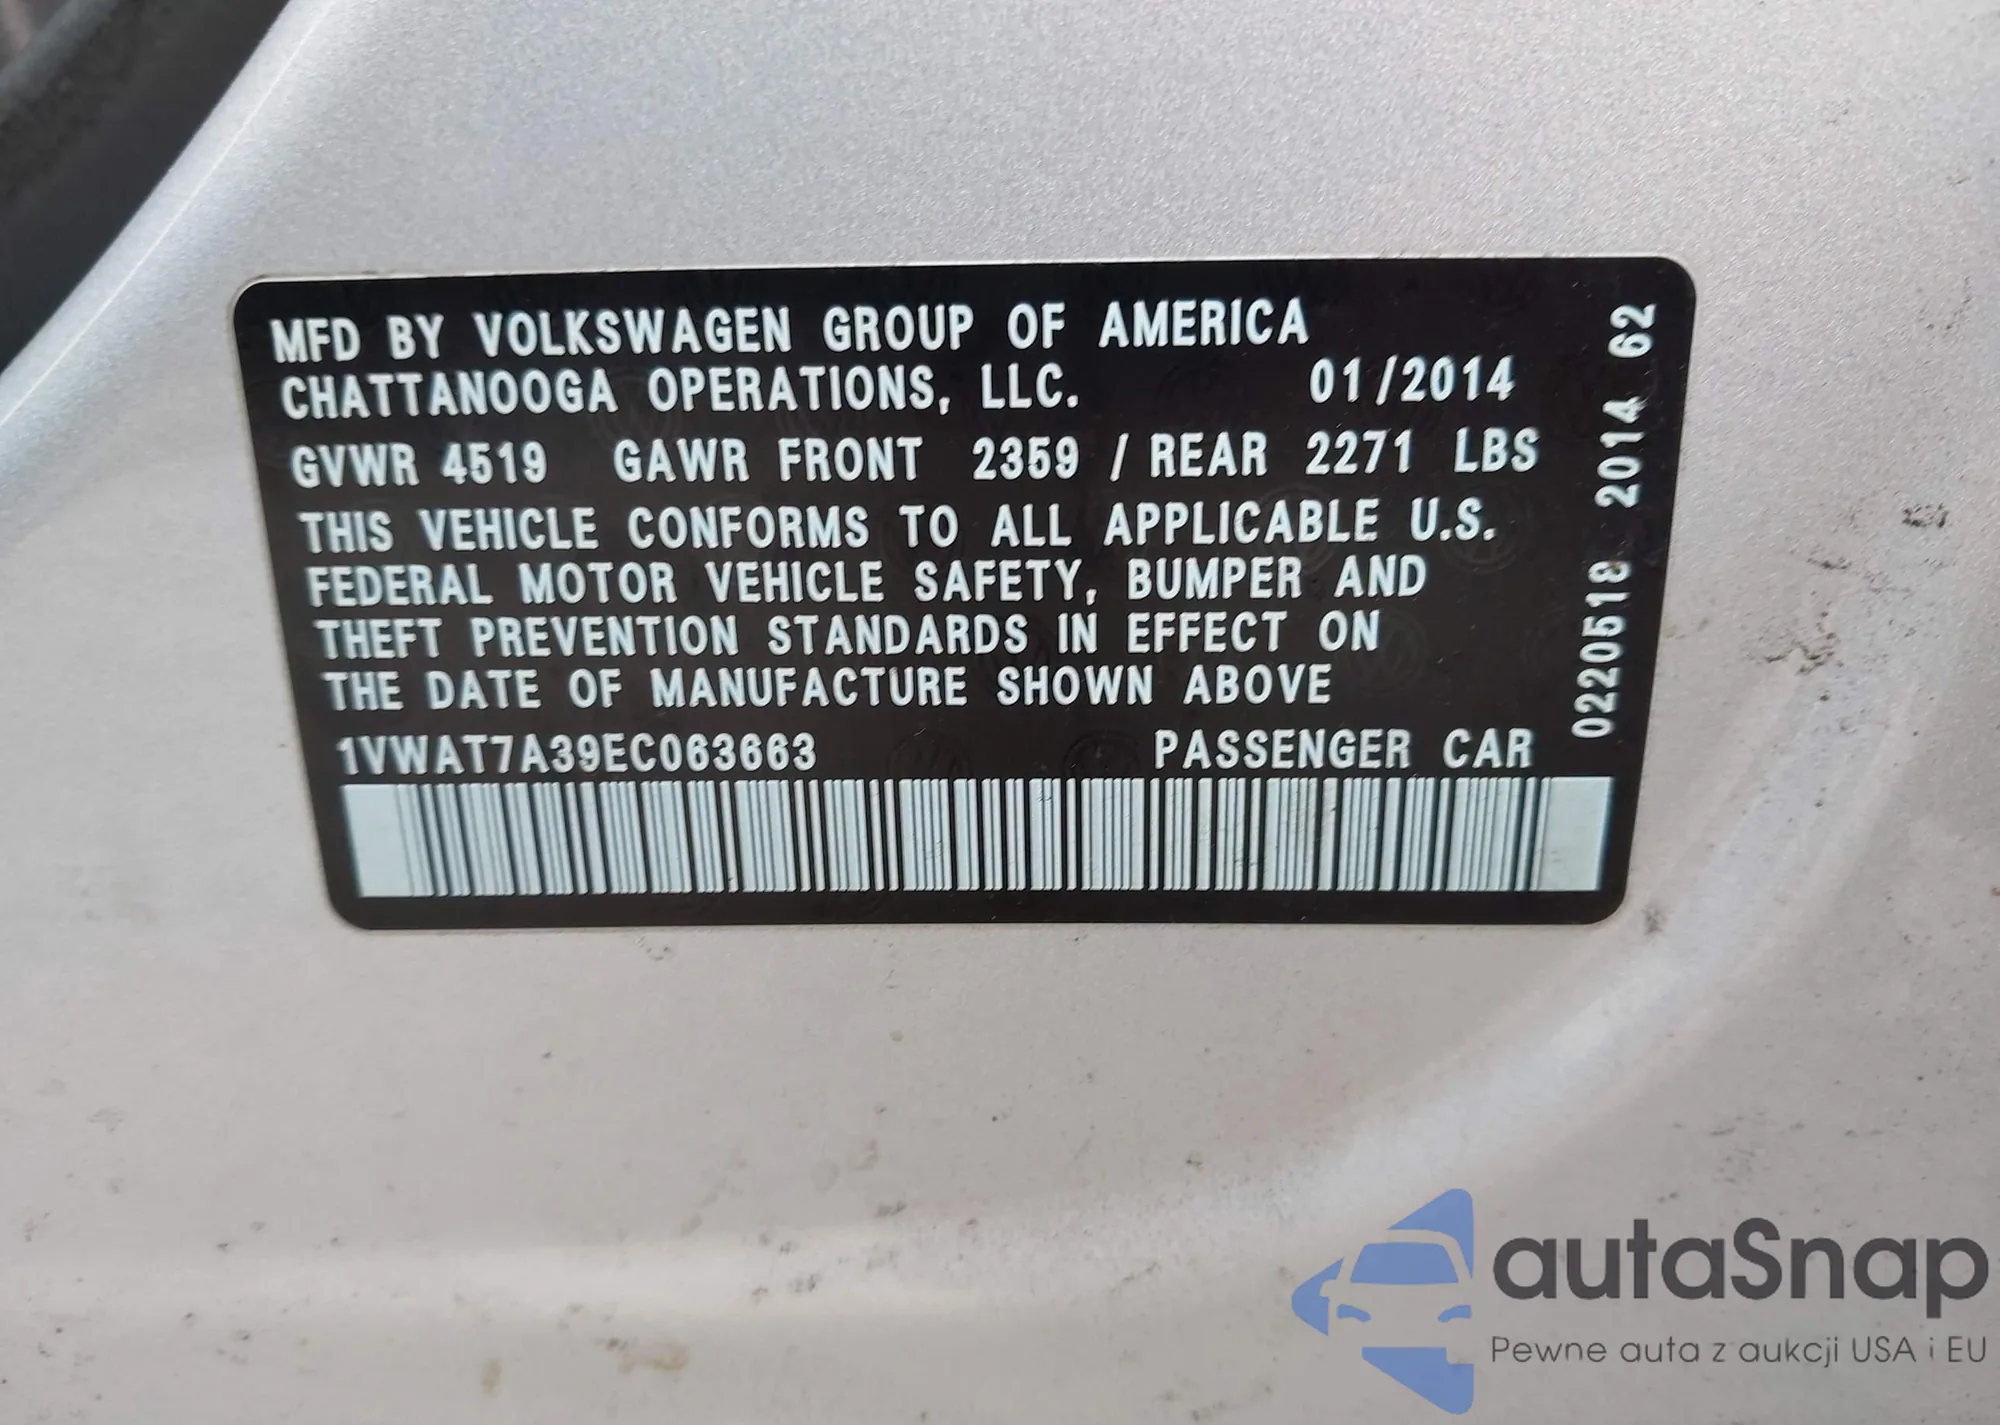 MFD BY VOLKSWAGEN GROUP OF AMERICA
CHATTANOOGA OPERATIONS, LLC. 01/2014
GVWR 4519 GAWR FRONT 2359 / REAR 2271 LBS
THIS VEHICLE CONFORMS TO ALL APPLICABLE U.S.
FEDERAL MOTOR VEHICLE SAFETY, BUMPER AND
THEFT PREVENTION STANDARDS IN EFFECT ON
THE DATE OF MANUFACTURE SHOWN ABOVE
1VWAT7A39EC063663 PASSENGER CAR
0220518 2014 62
autaSnap
Pewne auta z aukcji USA i EU